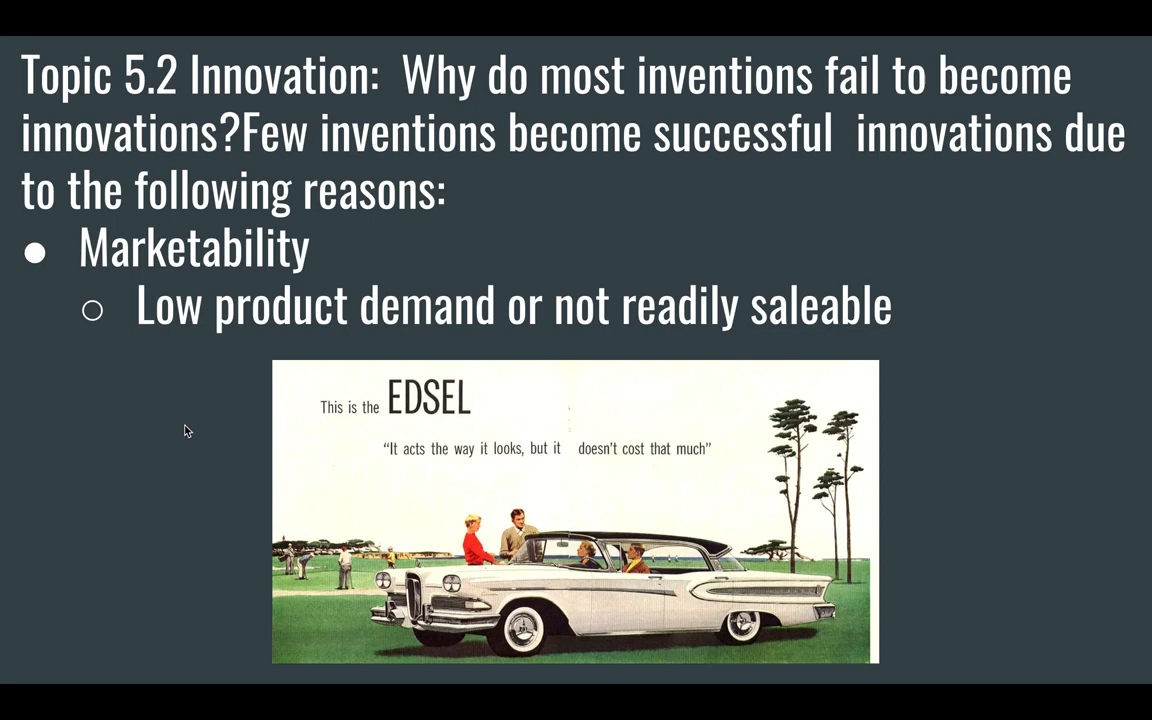 Topic 5.2 Innovation:  Why do most inventions fail to become
innovations?Few inventions become successful  innovations due
to the following reasons:
● Marketability
○ Low product demand or not readily saleable
This is the EDSEL
“It acts the way it looks, but it doesn’t cost that much”